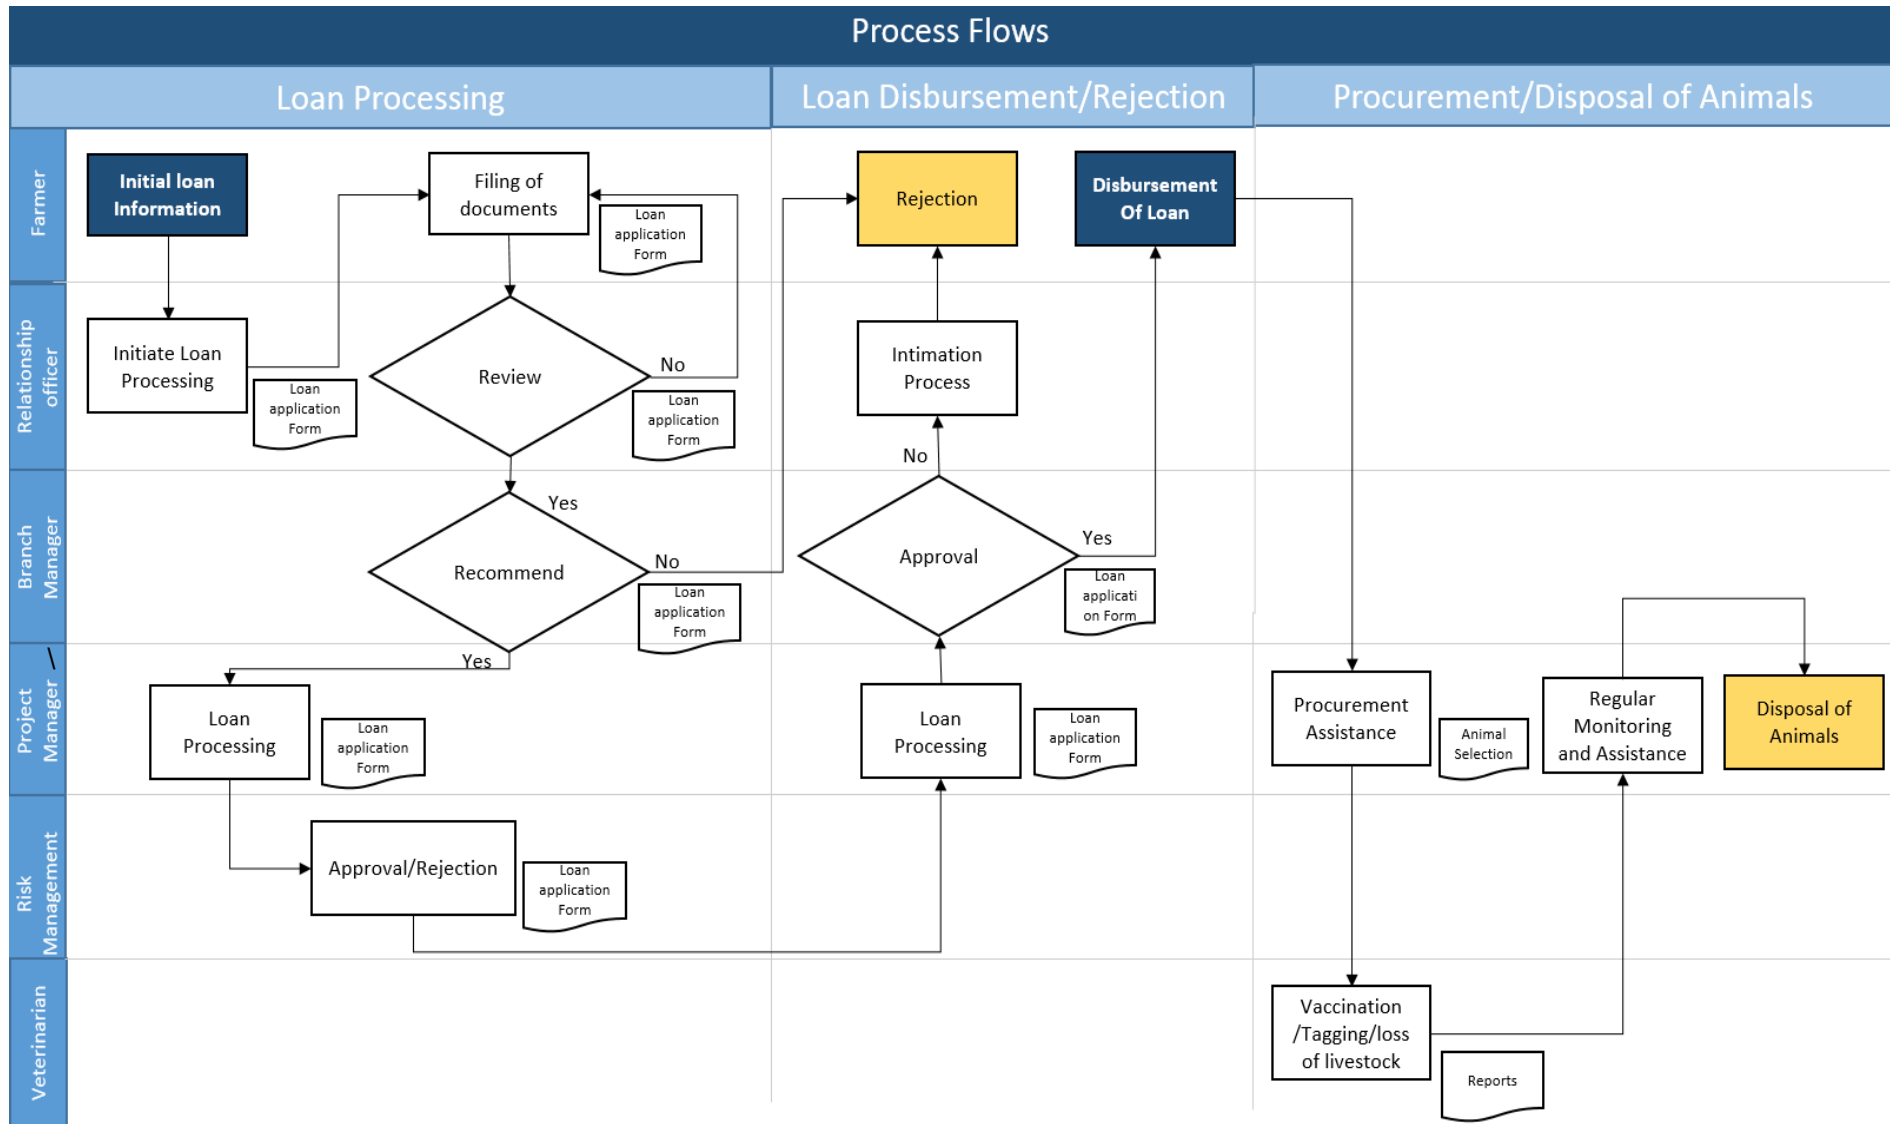 Process Flows
Loan Processing
Loan Disbursement/Rejection
Procurement/Disposal of Animals
Farmer
Initial loan
Information
Filing of
documents
Loan
application
Form
Rejection
Disbursement
Of Loan
Relationship
officer
Initiate Loan
Processing
Loan
application
Form
Review
No
Loan
application
Form
Intimation
Process
No
Branch
Manager
Yes
Recommend
No
Loan
application
Form
Approval
Yes
Loan
applicati
on Form
Project
Manager /
Yes
Loan
Processing
Loan
application
Form
Loan
Processing
Loan
application
Form
Procurement
Assistance
Animal
Selection
Regular
Monitoring
and Assistance
Disposal of
Animals
Risk
Management
Approval/Rejection
Loan
application
Form
Veterinarian
Vaccination
/Tagging/loss
of livestock
Reports